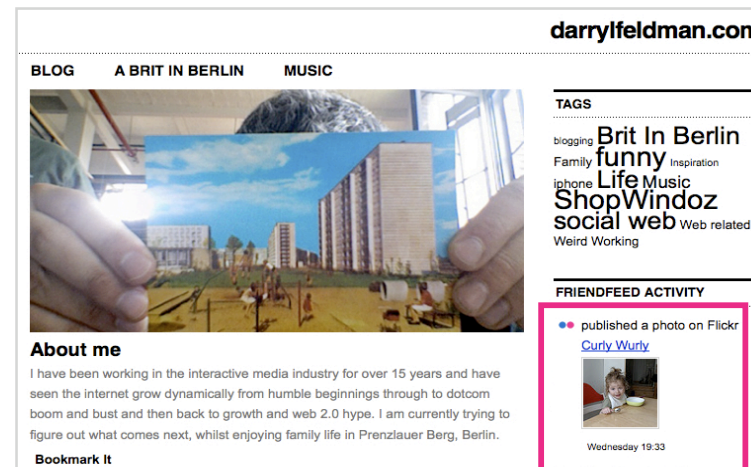 darrylfeldman.com
BLOG A BRIT IN BERLIN MUSIC
About me
I have been working in the interactive media industry for over 15 years and have
seen the internet grow dynamically from humble beginnings through to dotcom
boom and bust and then back to growth and web 2.0 hype. I am currently trying to
figure out what comes next, whilst enjoying family life in Prenzlauer Berg, Berlin.
Bookmark It
TAGS
blogging Brit In Berlin
Family funny Inspiration
iphone Life Music
ShopWindoz
social web Web related
Weird Working
FRIENDFEED ACTIVITY
published a photo on Flickr
Curly Wurly
Wednesday 19:33